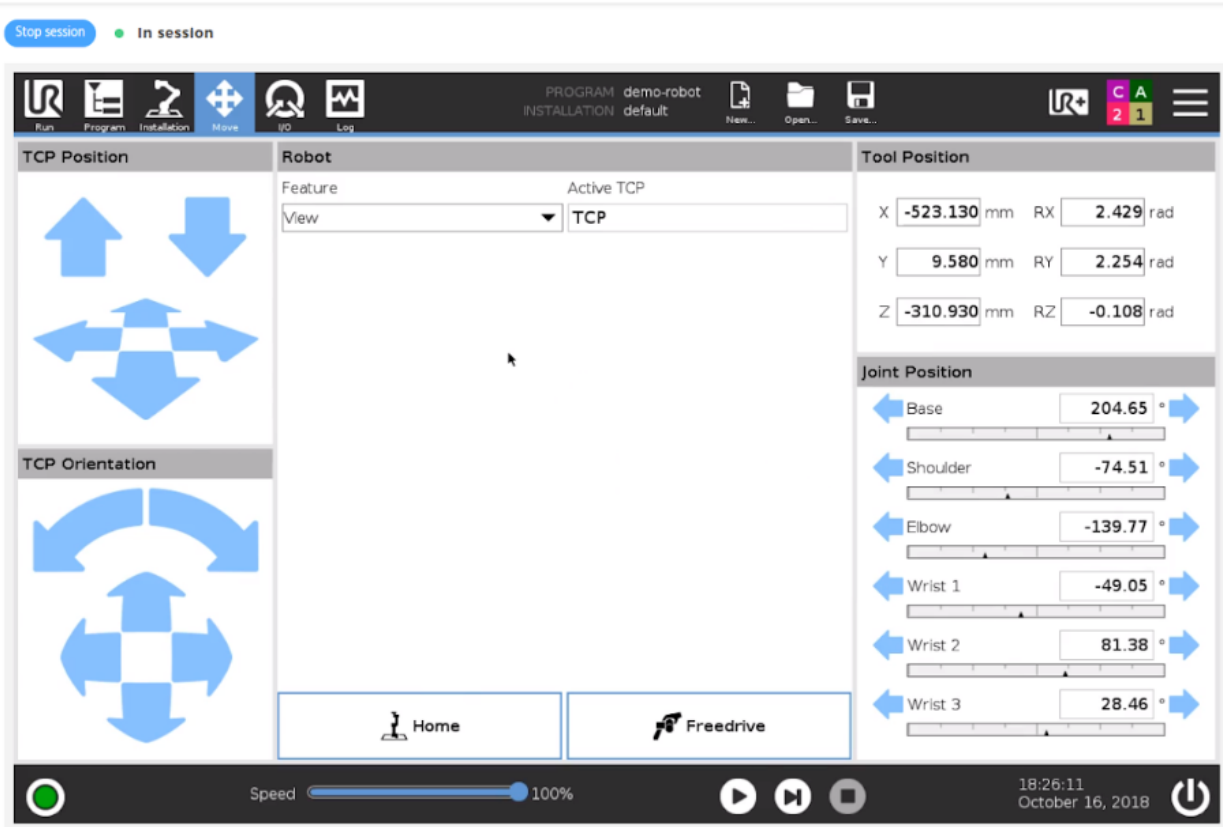 Stop session In session
UR UR+ C A
2 1
Run Program Installation Move I/O Log
PROGRAM demo-robot
INSTALLATION default
New... Open... Save...
TCP Position
Robot
Feature Active TCP
View TCP
TCP Orientation
Home Freedrive
Tool Position
X -523.130 mm RX 2.429 rad
Y 9.580 mm RY 2.254 rad
Z -310.930 mm RZ -0.108 rad
Joint Position
Base 204.65 °
Shoulder -74.51 °
Elbow -139.77 °
Wrist 1 -49.05 °
Wrist 2 81.38 °
Wrist 3 28.46 °
Speed 100%
18:26:11
October 16, 2018